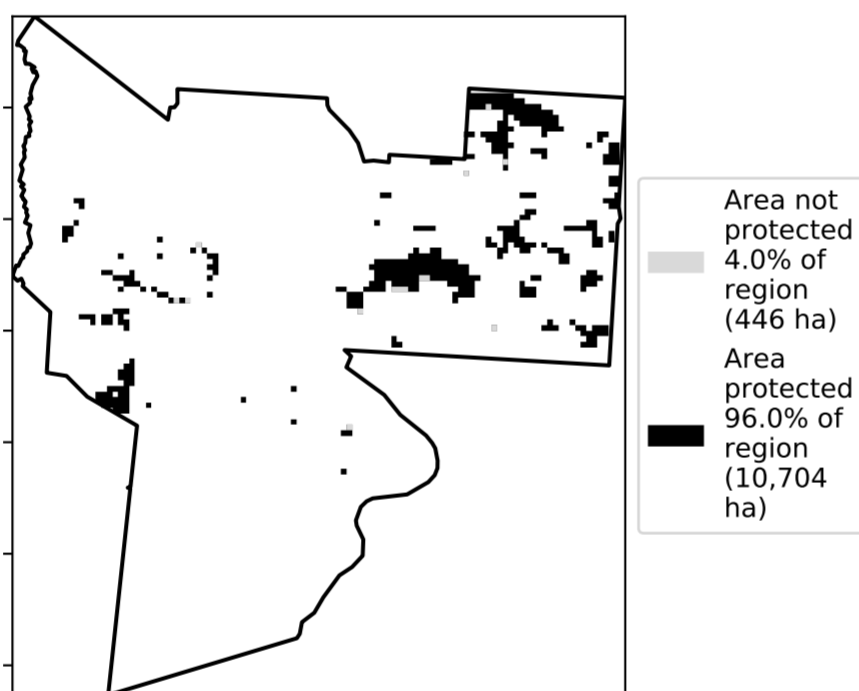 Area not
protected
4.0% of
region
(446 ha)
Area
protected
96.0% of
region
(10,704
ha)